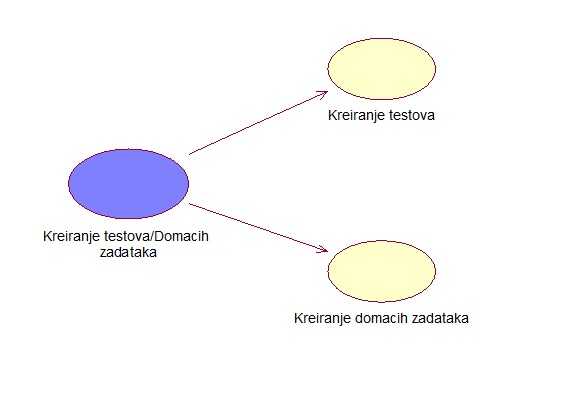 Kreiranje testova
Kreiranje testova/Domacih
zadataka
Kreiranje domacih zadataka